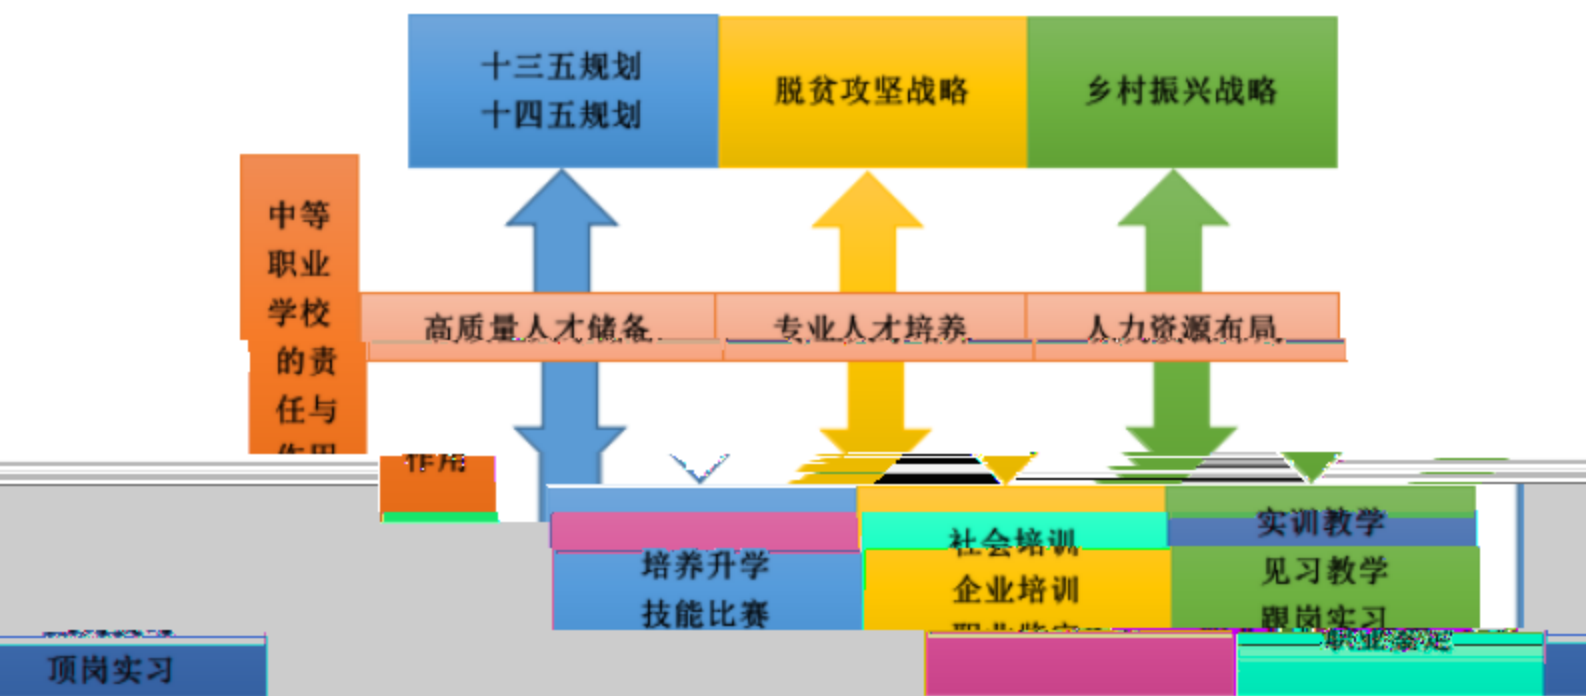 十三五规划
十四五规划
脱贫攻坚战略
乡村振兴战略
中等
职业
学校
的责
任与
作用
高质量人才储备
专业人才培养
人力资源布局
培养升学
技能比赛
社会培训
企业培训
职业鉴定
实训教学
见习教学
跟岗实习
顶岗实习